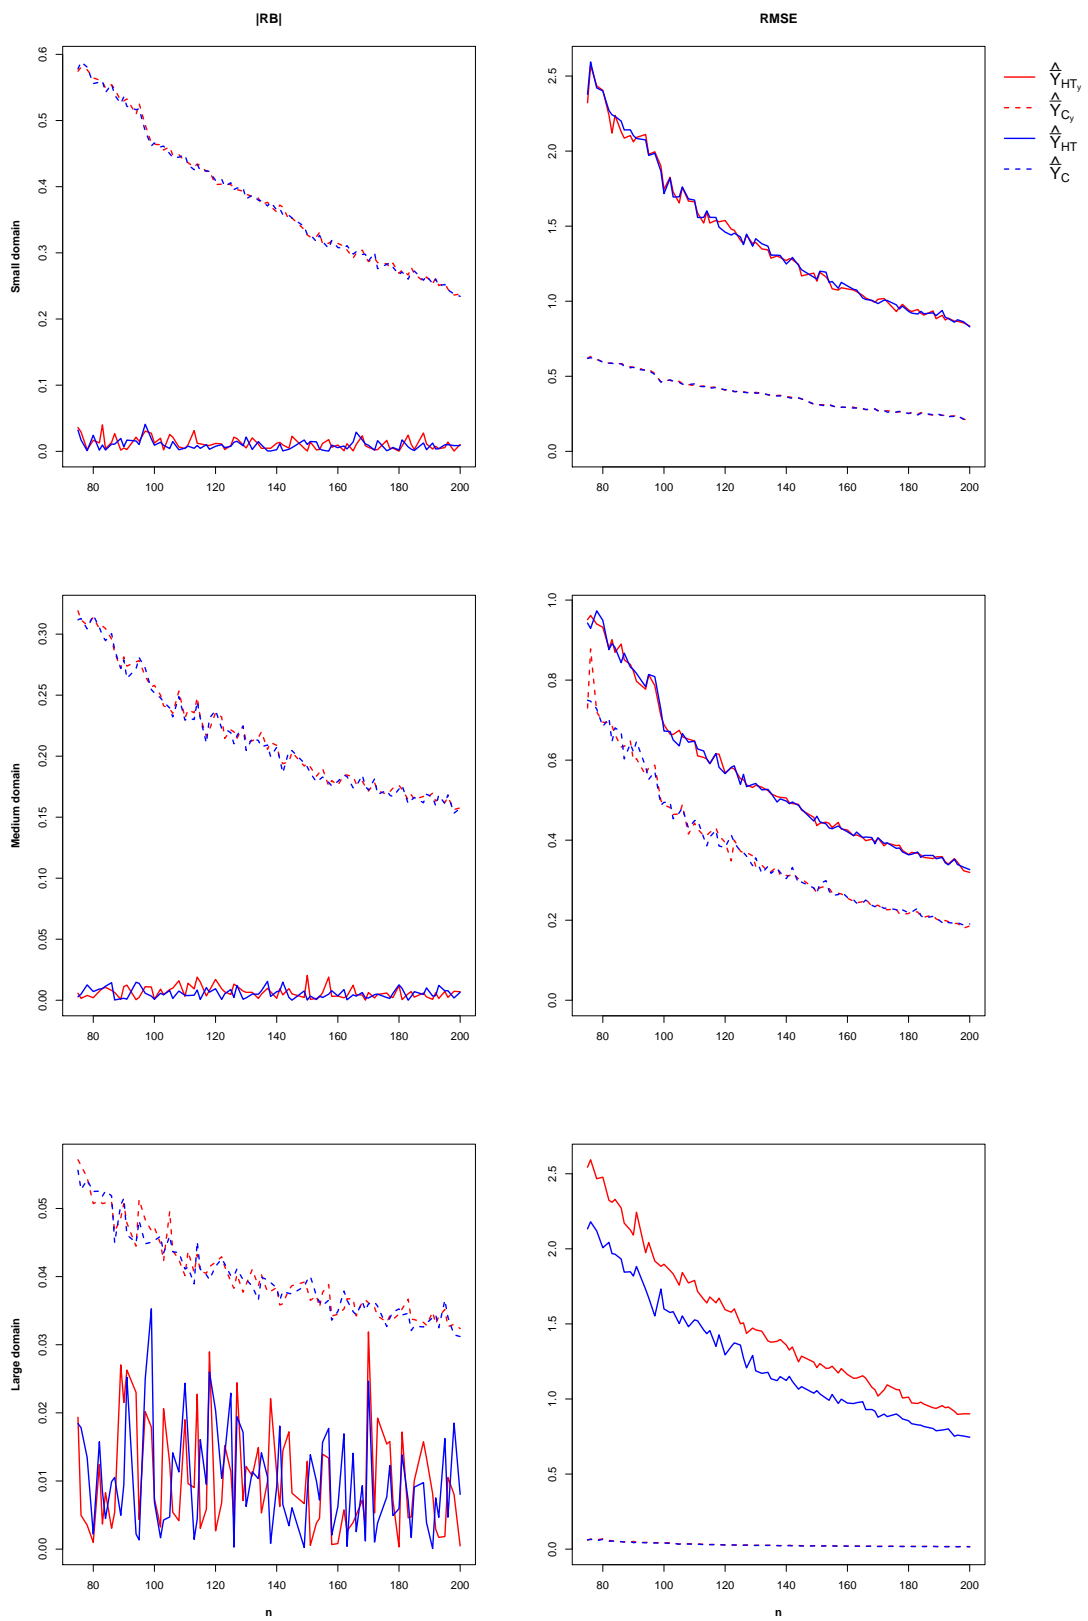 |RB|
RMSE
Small domain
0.0 0.1 0.2 0.3 0.4 0.5 0.6
80 100 120 140 160 180 200
0.0 0.5 1.0 1.5 2.0 2.5
80 100 120 140 160 180 200
Ȳ̂_HT_y
Ȳ̂_C_y
Ȳ̂_HT
Ȳ̂_C
Medium domain
0.00 0.05 0.10 0.15 0.20 0.25 0.30
80 100 120 140 160 180 200
0.0 0.2 0.4 0.6 0.8 1.0
80 100 120 140 160 180 200
Large domain
0.00 0.01 0.02 0.03 0.04 0.05
80 100 120 140 160 180 200
n
0.0 0.5 1.0 1.5 2.0 2.5
80 100 120 140 160 180 200
n